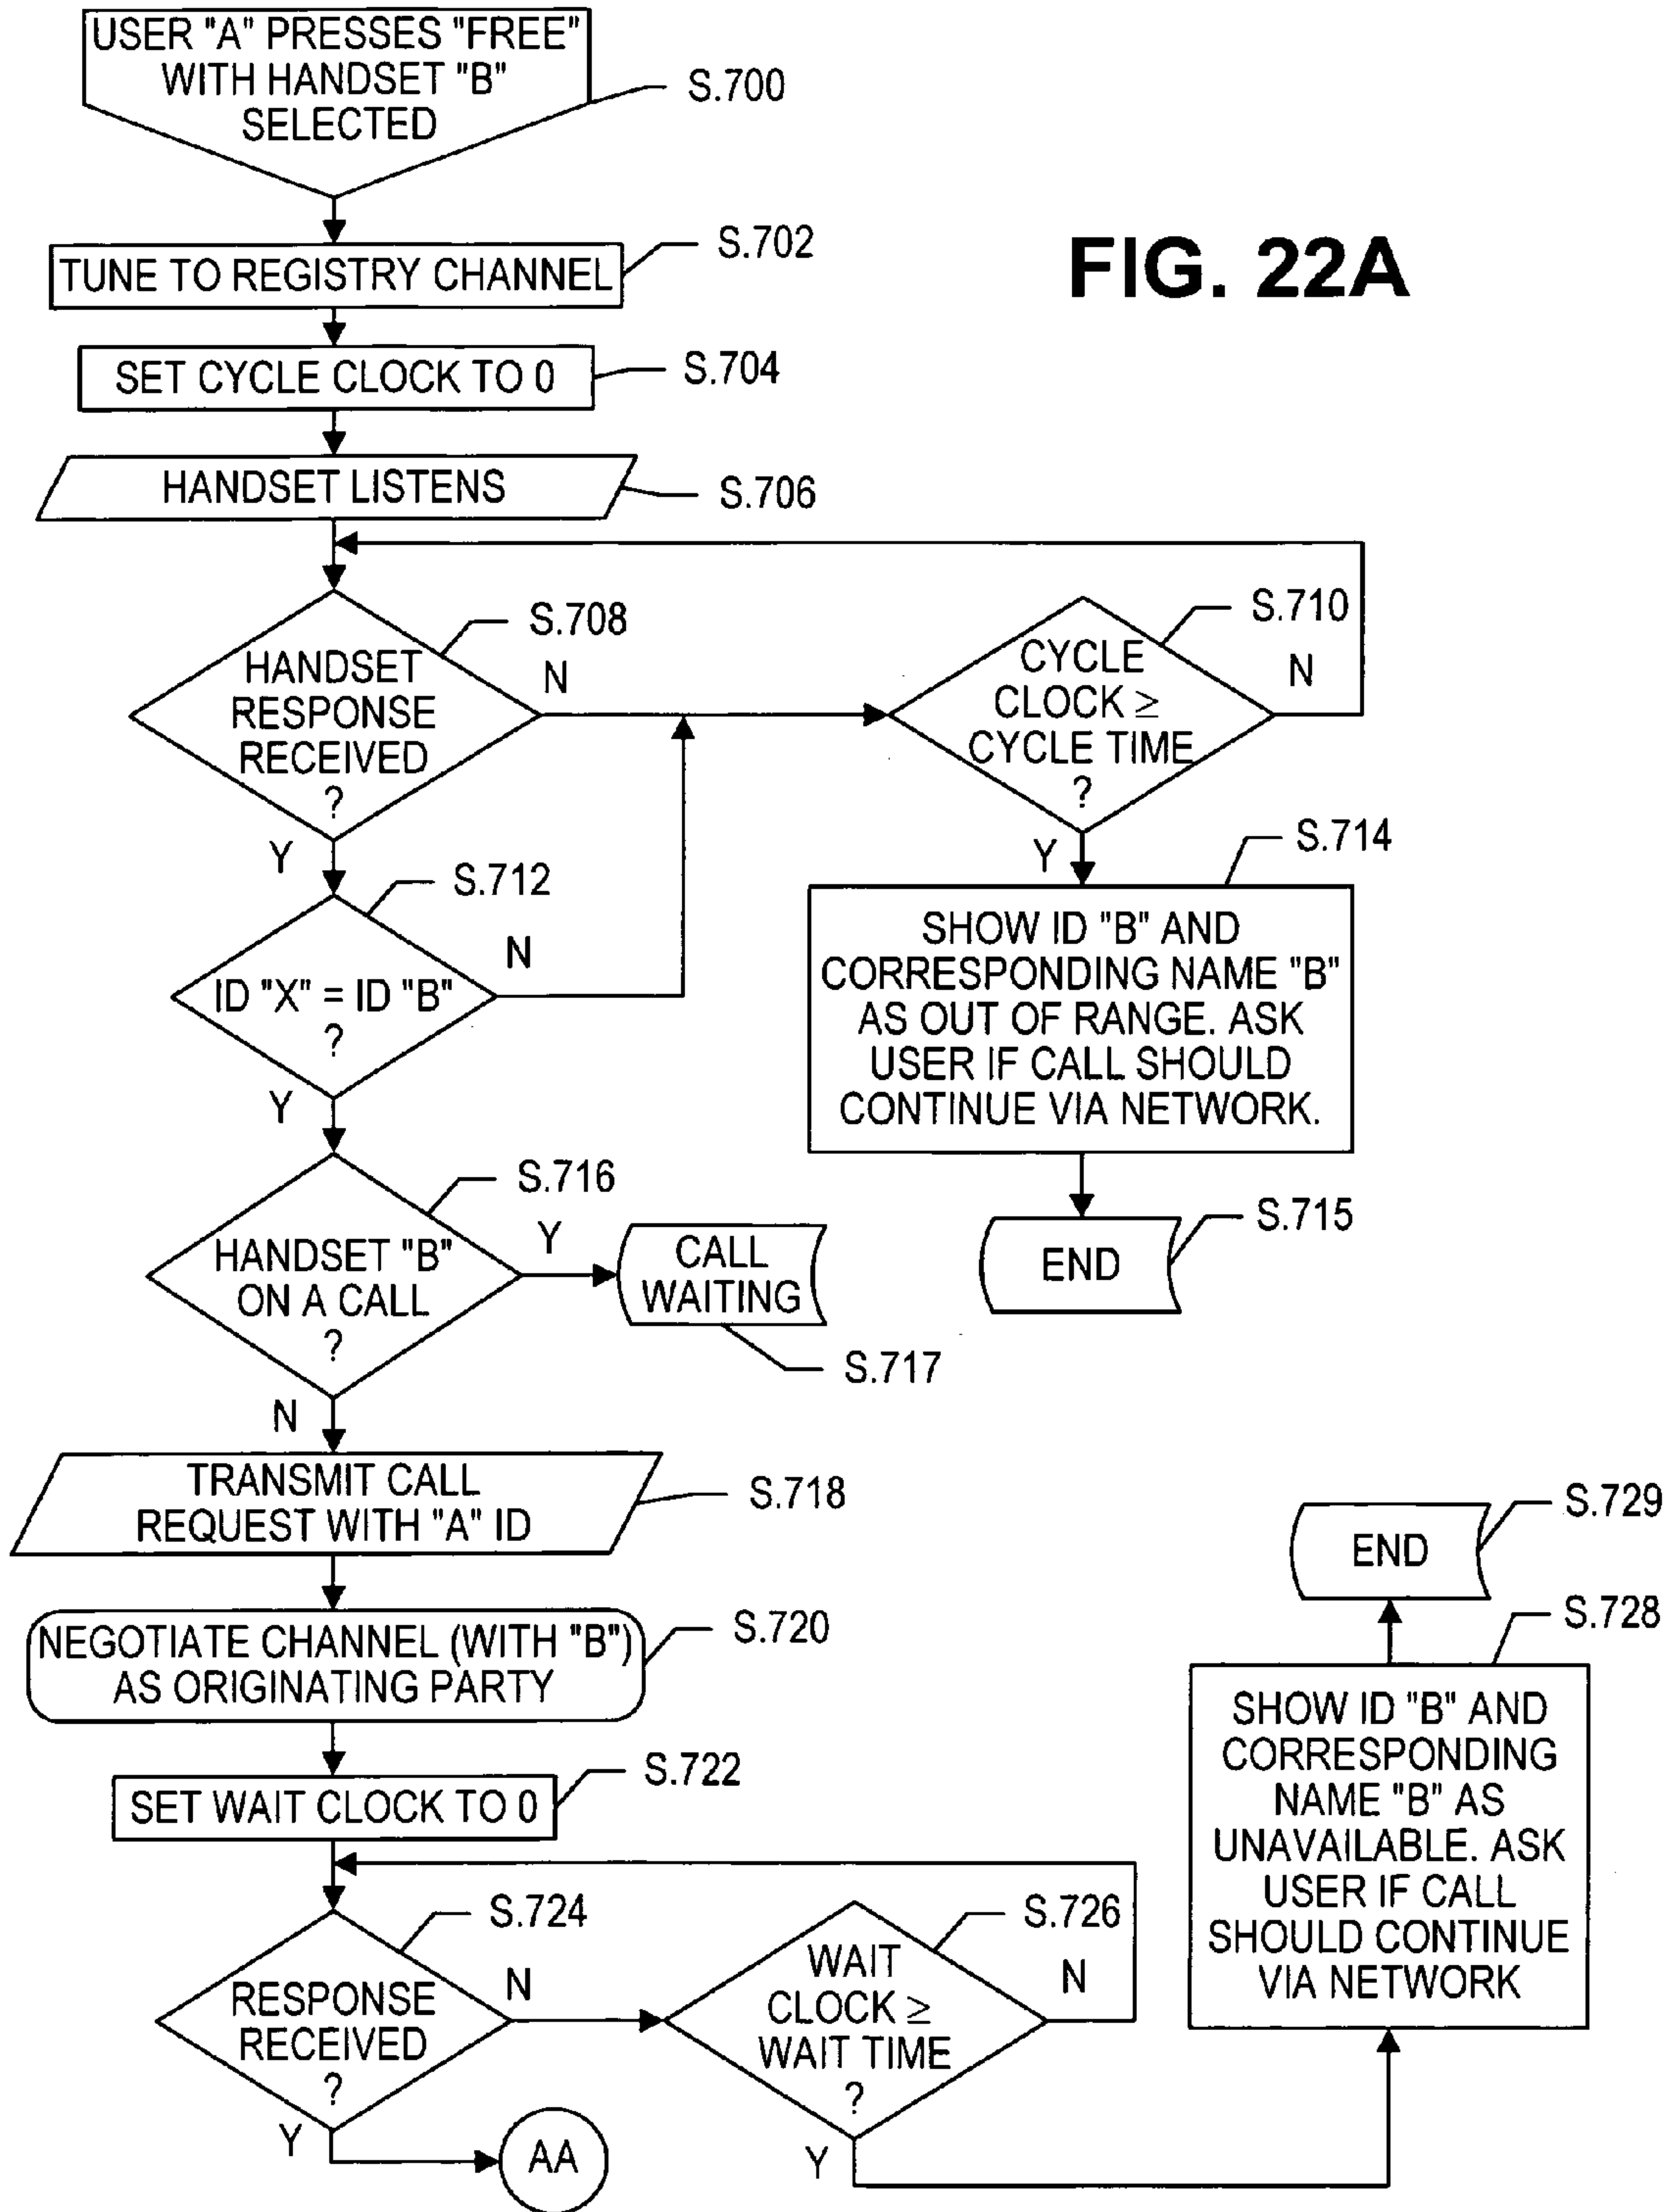 USER "A" PRESSES "FREE"
WITH HANDSET "B"
SELECTED
S.700
FIG. 22A
TUNE TO REGISTRY CHANNEL
S.702
SET CYCLE CLOCK TO 0
S.704
HANDSET LISTENS
S.706
HANDSET
RESPONSE
RECEIVED
?
S.708
N
Y
CYCLE
CLOCK ≥
CYCLE TIME
?
S.710
N
Y
ID "X" = ID "B"
?
S.712
N
Y
SHOW ID "B" AND
CORRESPONDING NAME "B"
AS OUT OF RANGE. ASK
USER IF CALL SHOULD
CONTINUE VIA NETWORK.
S.714
END
S.715
HANDSET "B"
ON A CALL
?
S.716
Y
N
CALL
WAITING
S.717
TRANSMIT CALL
REQUEST WITH "A" ID
S.718
NEGOTIATE CHANNEL (WITH "B")
AS ORIGINATING PARTY
S.720
SET WAIT CLOCK TO 0
S.722
RESPONSE
RECEIVED
?
S.724
N
Y
AA
WAIT
CLOCK ≥
WAIT TIME
?
S.726
N
Y
END
S.729
SHOW ID "B" AND
CORRESPONDING
NAME "B" AS
UNAVAILABLE. ASK
USER IF CALL
SHOULD CONTINUE
VIA NETWORK
S.728